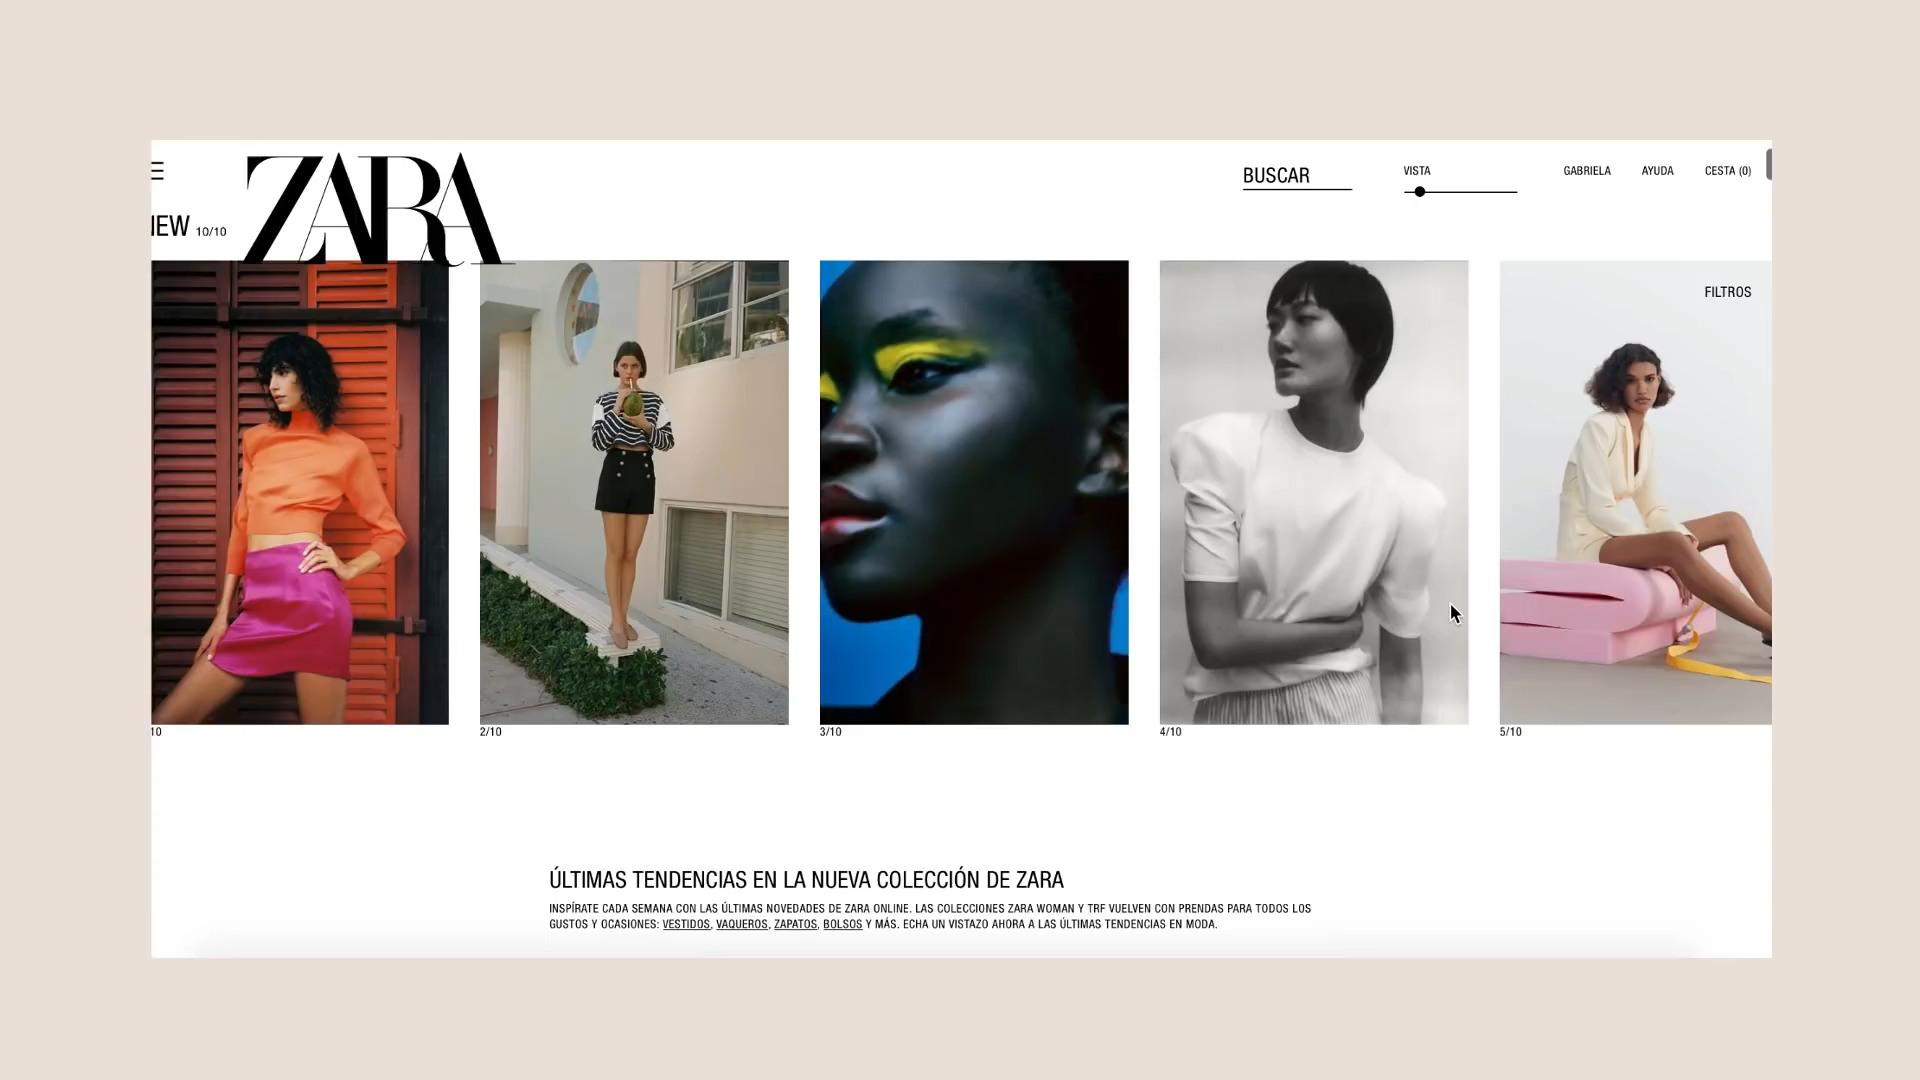 ZARA
BUSCAR
VISTA
GABRIELA
AYUDA
CESTA (0)
10/10
FILTROS
2/10
3/10
4/10
5/10
ÚLTIMAS TENDENCIAS EN LA NUEVA COLECCIÓN DE ZARA
INSPÍRATE CADA SEMANA CON LAS ÚLTIMAS NOVEDADES DE ZARA ONLINE. LAS COLECCIONES ZARA WOMAN Y TRF VUELVEN CON PRENDAS PARA TODOS LOS
GUSTOS Y OCASIONES: VESTIDOS, VAQUEROS, ZAPATOS, BOLSOS Y MÁS. ECHA UN VISTAZO AHORA A LAS ÚLTIMAS TENDENCIAS EN MODA.